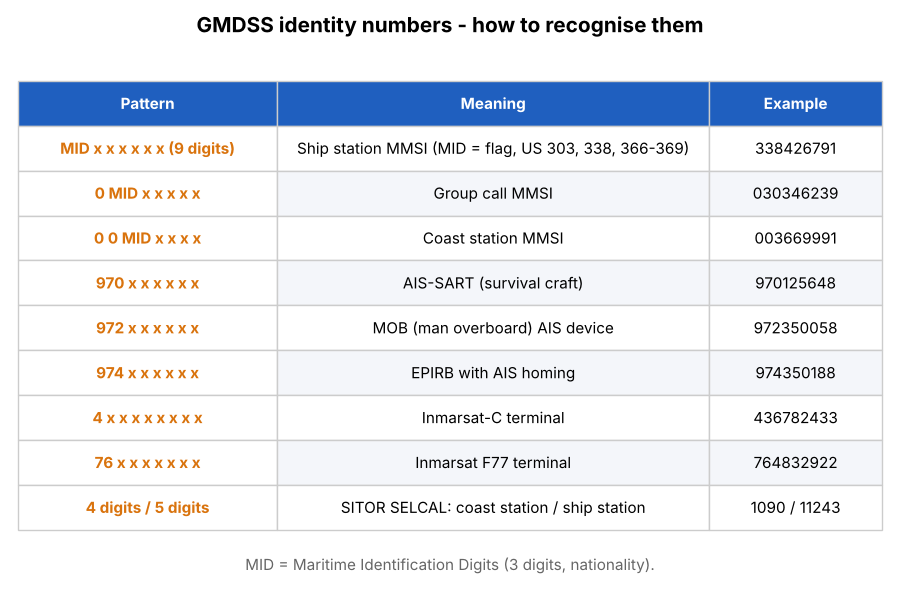 GMDSS identity numbers - how to recognise them
Pattern Meaning Example
MID x x x x x x (9 digits) Ship station MMSI (MID = flag, US 303, 338, 366-369) 338426791
0 MID x x x x x Group call MMSI 030346239
0 0 MID x x x x Coast station MMSI 003669991
970 x x x x x x AIS-SART (survival craft) 970125648
972 x x x x x x MOB (man overboard) AIS device 972350058
974 x x x x x x EPIRB with AIS homing 974350188
4 x x x x x x x x Inmarsat-C terminal 436782433
76 x x x x x x x Inmarsat F77 terminal 764832922
4 digits / 5 digits SITOR SELCAL: coast station / ship station 1090 / 11243
MID = Maritime Identification Digits (3 digits, nationality).